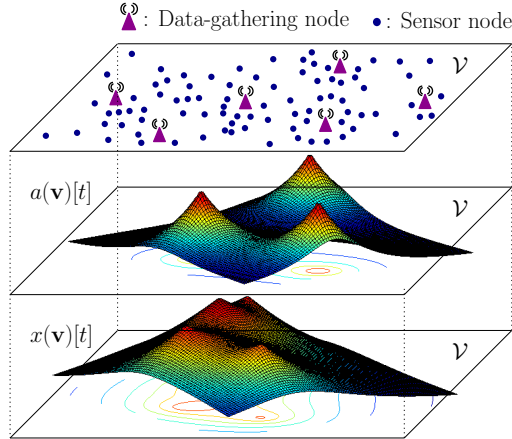 : Data-gathering node : Sensor node
𝒱
a(𝐯)[t]
𝒱
x(𝐯)[t]
𝒱